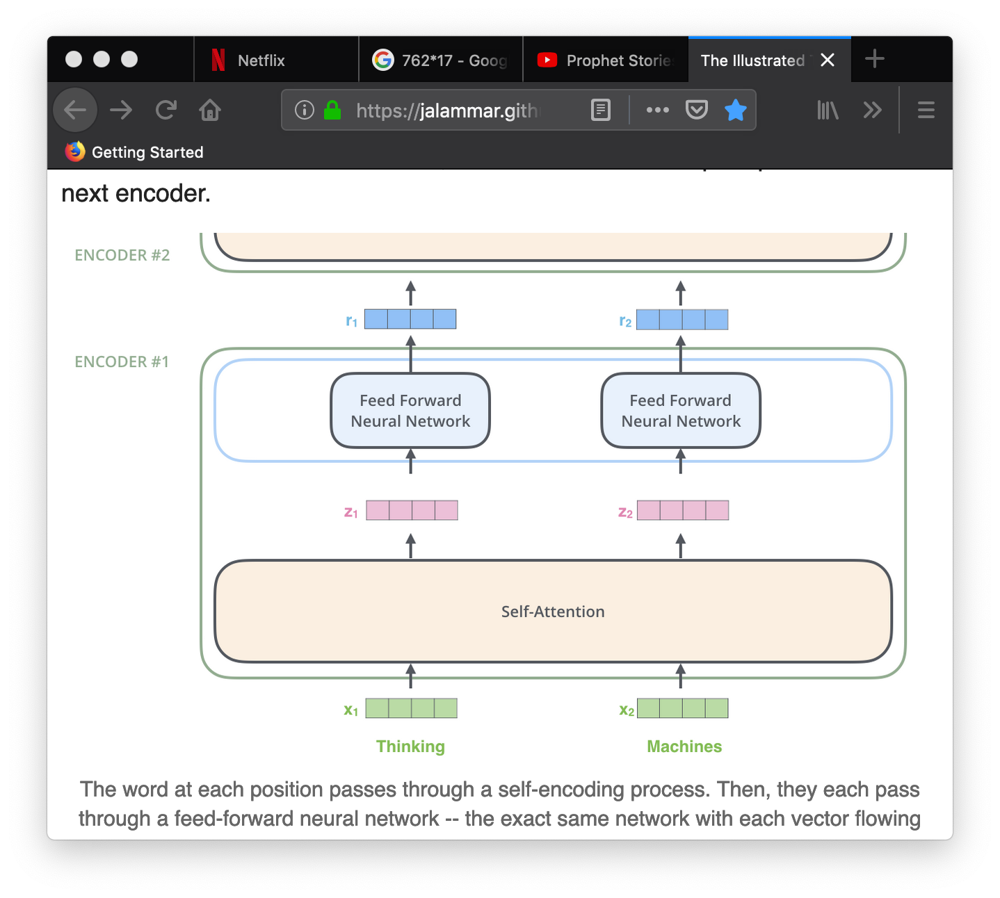 Netflix
762*17 - Goog
Prophet Stories
The Illustrated
https://jalammar.gith
Getting Started
next encoder.
ENCODER #2
r1 r2
ENCODER #1
Feed Forward Neural Network
Feed Forward Neural Network
z1 z2
Self-Attention
x1 x2
Thinking Machines
The word at each position passes through a self-encoding process. Then, they each pass
through a feed-forward neural network -- the exact same network with each vector flowing